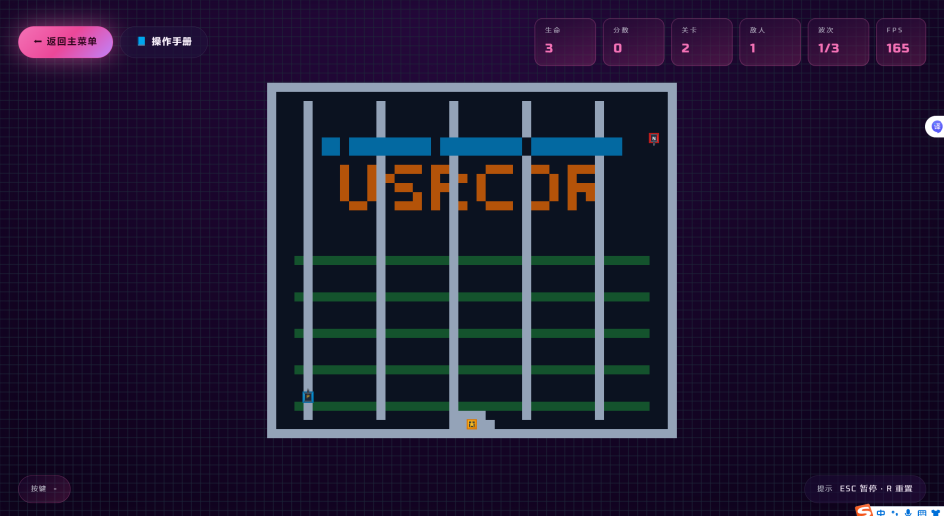 ← 返回主菜单
操作手册
生命
3
分数
0
关卡
2
敌人
1
波次
1/3
FPS
165
N
按键 -
提示 ESC 暂停 · R 重置
中